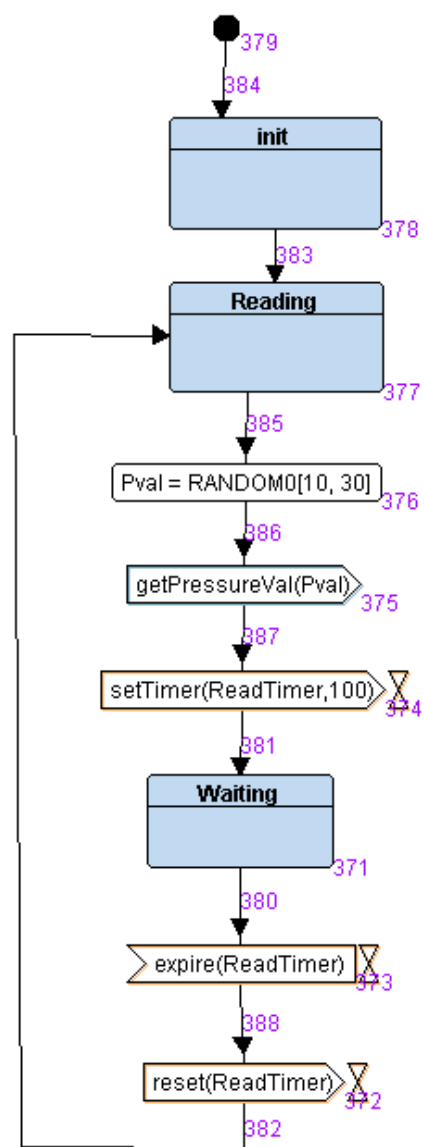 379
384
init
378
383
Reading
377
385
Pval = RANDOM0[10, 30]
376
386
getPressureVal(Pval)
375
387
setTimer(ReadTimer,100)
374
381
Waiting
371
380
expire(ReadTimer)
373
388
reset(ReadTimer)
372
382